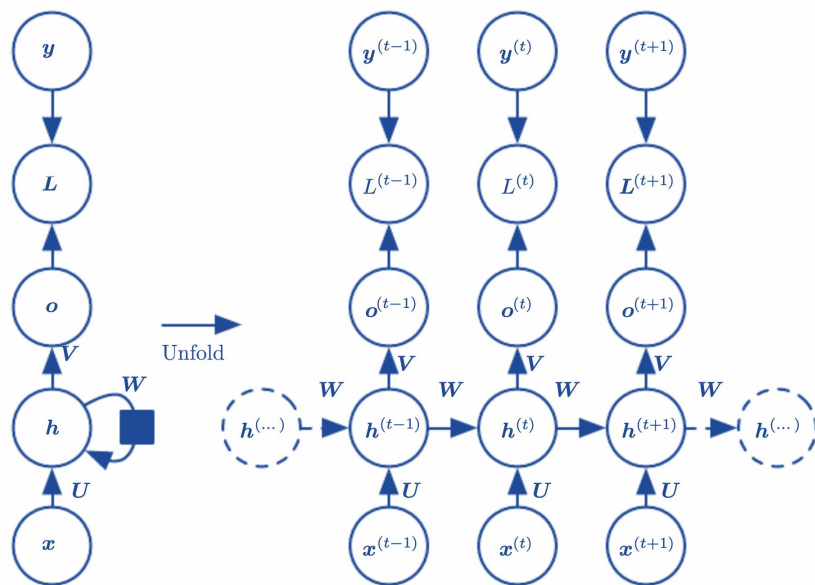 y y^{(t−1)} y^{(t)} y^{(t+1)}
L L^{(t−1)} L^{(t)} L^{(t+1)}
o o^{(t−1)} o^{(t)} o^{(t+1)}
Unfold
V V V V
W W W W W
h h^{(...)} h^{(t−1)} h^{(t)} h^{(t+1)} h^{(...)}
U U U U
x x^{(t−1)} x^{(t)} x^{(t+1)}